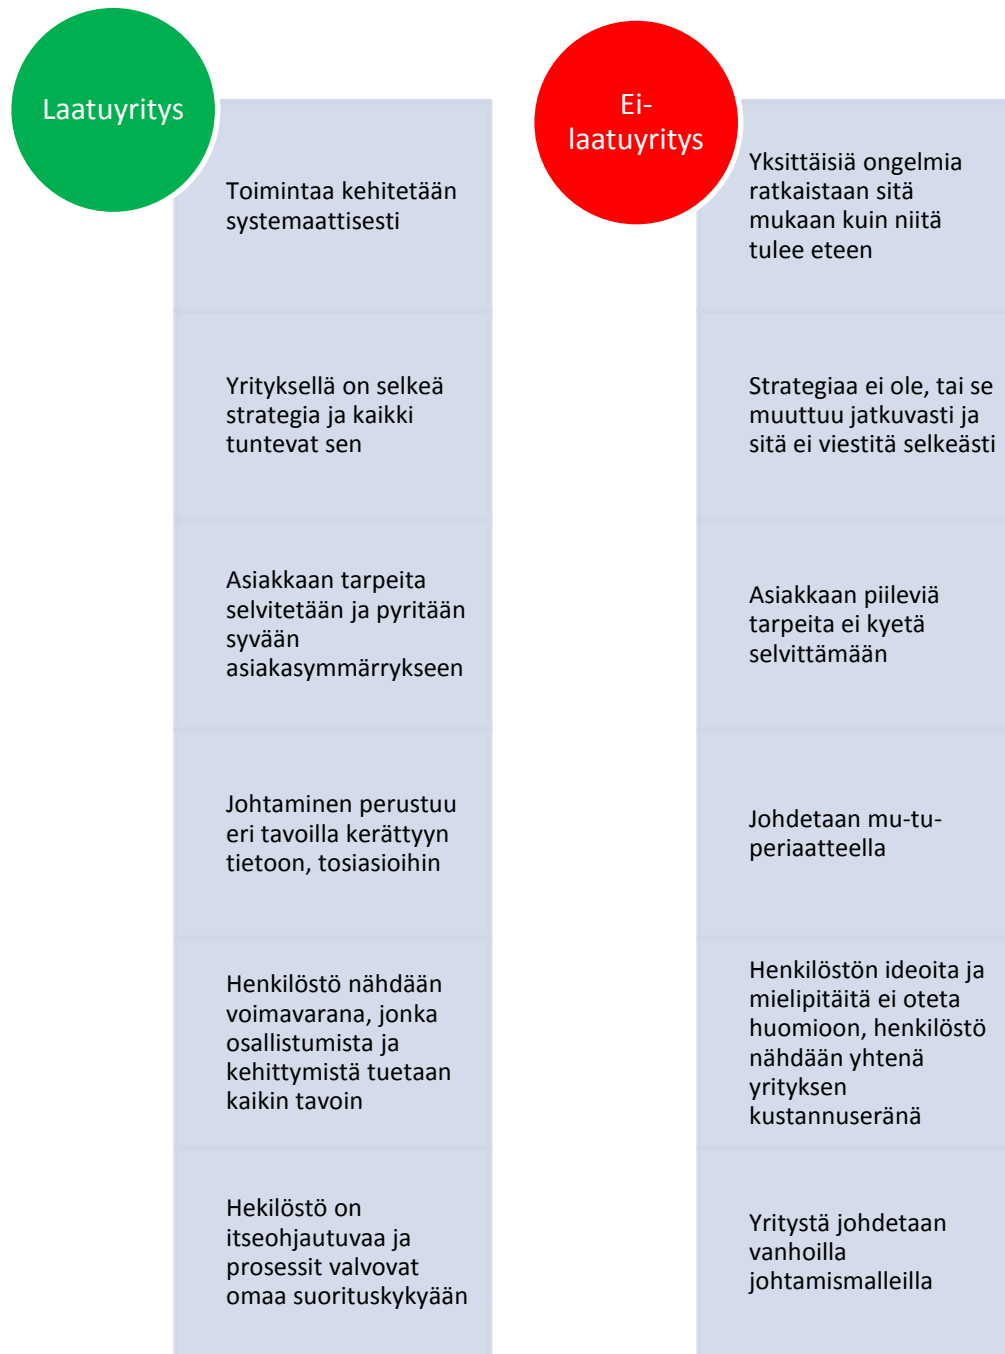 Laatuyritys
Toimintaa kehitetään
systemaattisesti
Yrityksellä on selkeä
strategia ja kaikki
tuntevat sen
Asiakkaan tarpeita
selvitetään ja pyritään
syvään
asiakasymmärrykseen
Johtaminen perustuu
eri tavoilla kerättyyn
tietoon, tosiasioihin
Henkilöstö nähdään
voimavarana, jonka
osallistumista ja
kehittymistä tuetaan
kaikin tavoin
Hekilöstö on
itseohjautuvaa ja
prosessit valvovat
omaa suorituskykyään
Ei-
laatuyritys
Yksittäisiä ongelmia
ratkaistaan sitä
mukaan kuin niitä
tulee eteen
Strategiaa ei ole, tai se
muuttuu jatkuvasti ja
sitä ei viestitä selkeästi
Asiakkaan piileviä
tarpeita ei kyetä
selvittämään
Johdetaan mu-tu-
periaatteella
Henkilöstön ideoita ja
mielipitäitä ei oteta
huomioon, henkilöstö
nähdään yhtenä
yrityksen
kustannuseränä
Yritystä johdetaan
vanhoilla
johtamismalleilla